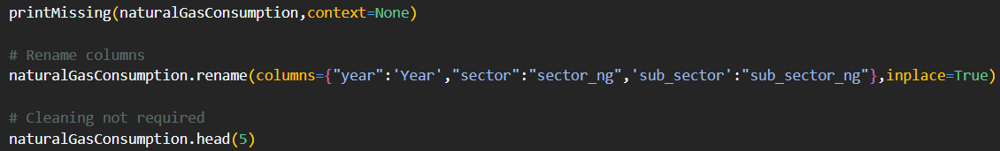 printMissing(naturalGasConsumption,context=None)
# Rename columns
naturalGasConsumption.rename(columns={"year":'Year',"sector":"sector_ng",'sub_sector':"sub_sector_ng"},inplace=True)
# Cleaning not required
naturalGasConsumption.head(5)